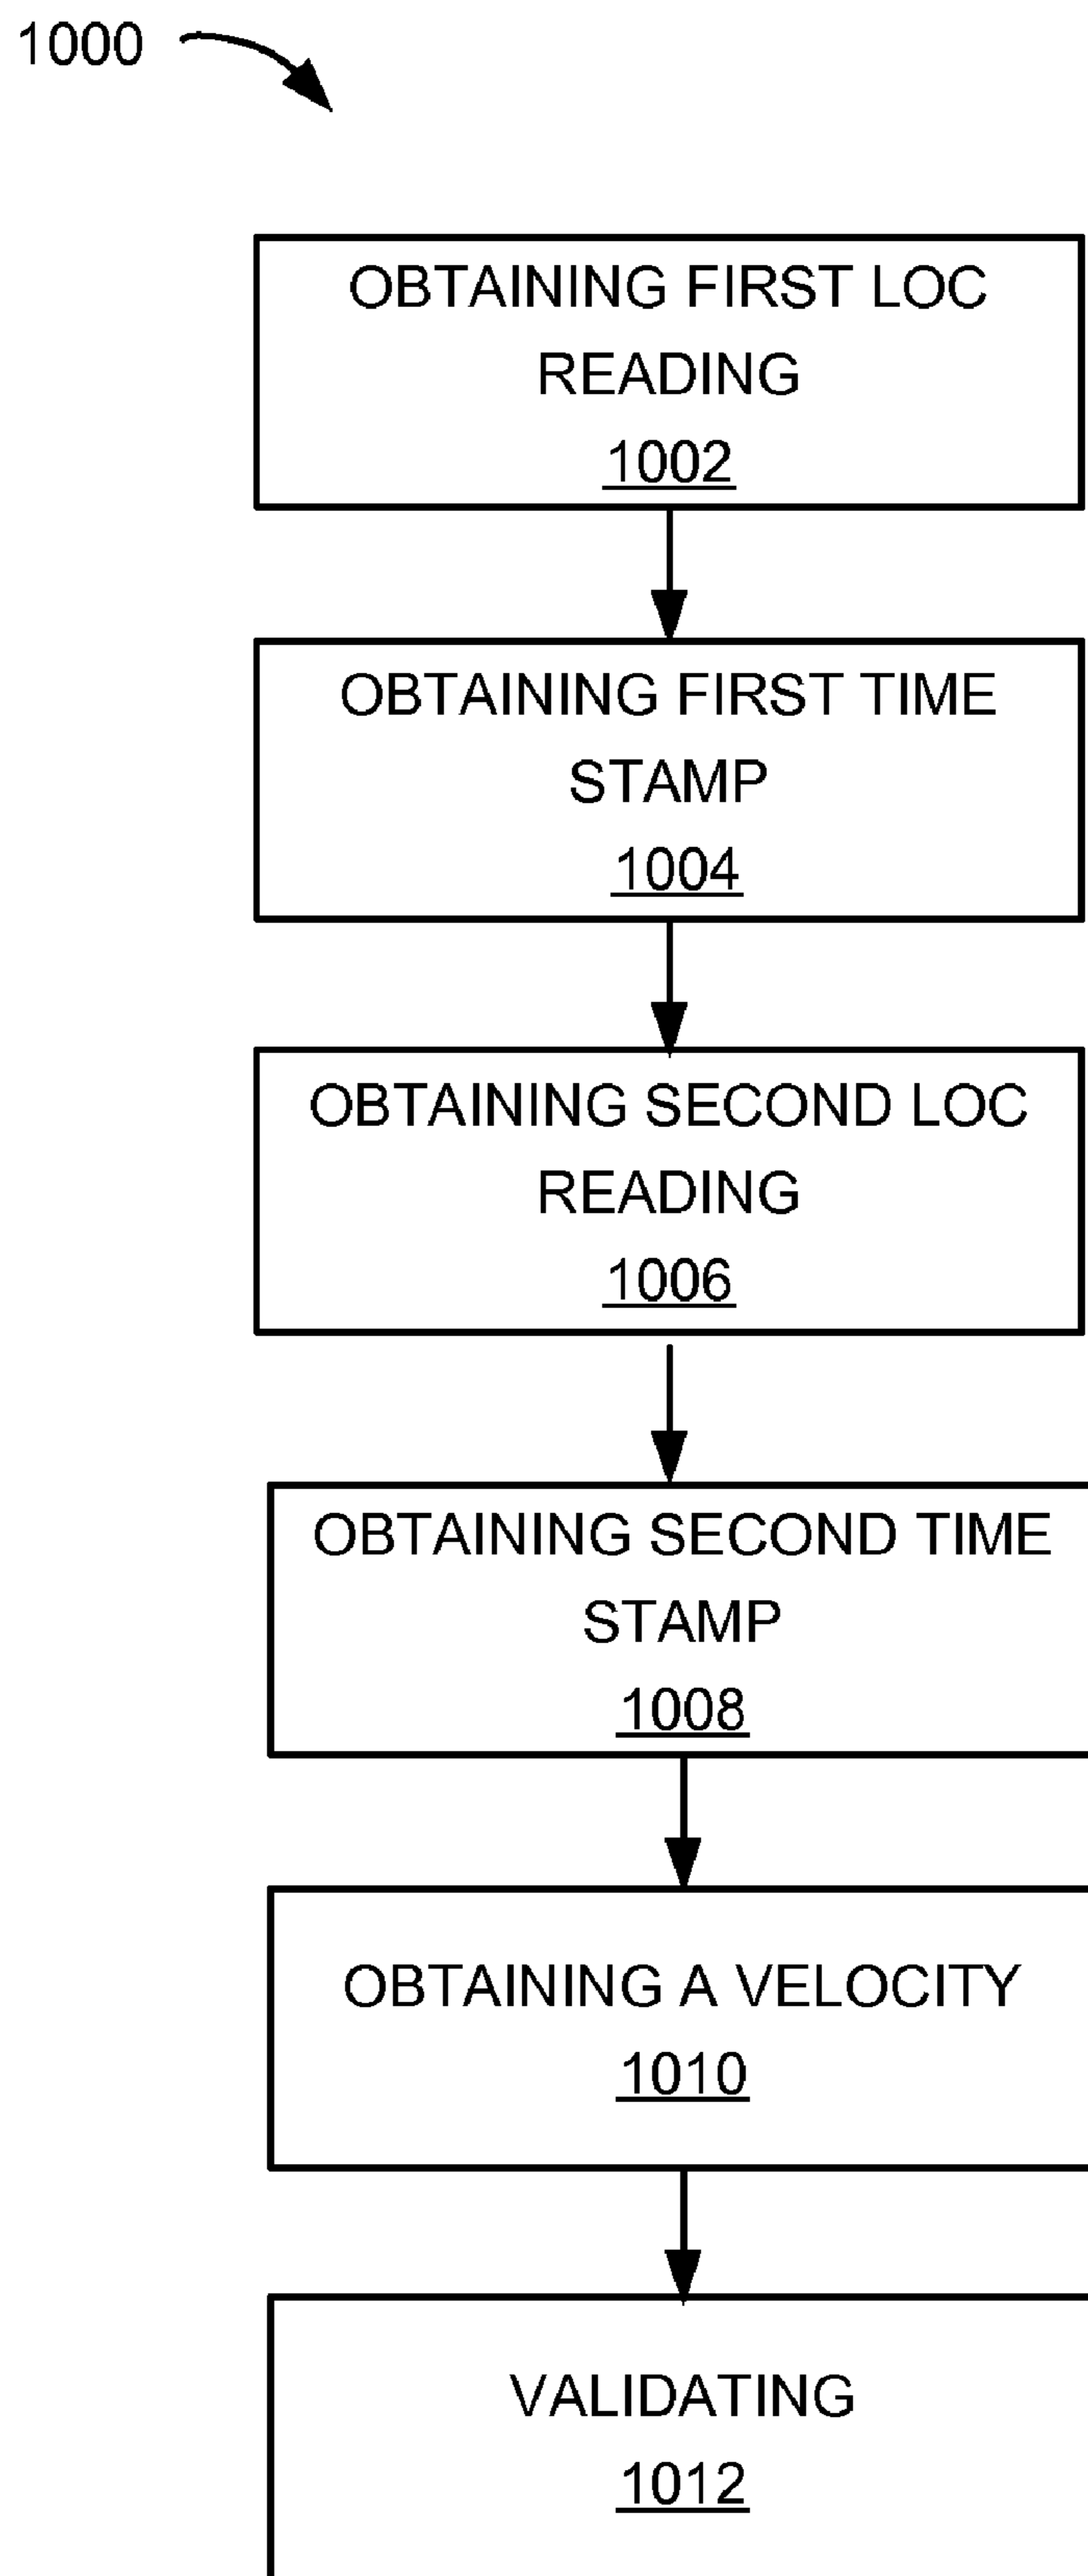 1000
OBTAINING FIRST LOC
READING
1002
OBTAINING FIRST TIME
STAMP
1004
OBTAINING SECOND LOC
READING
1006
OBTAINING SECOND TIME
STAMP
1008
OBTAINING A VELOCITY
1010
VALIDATING
1012